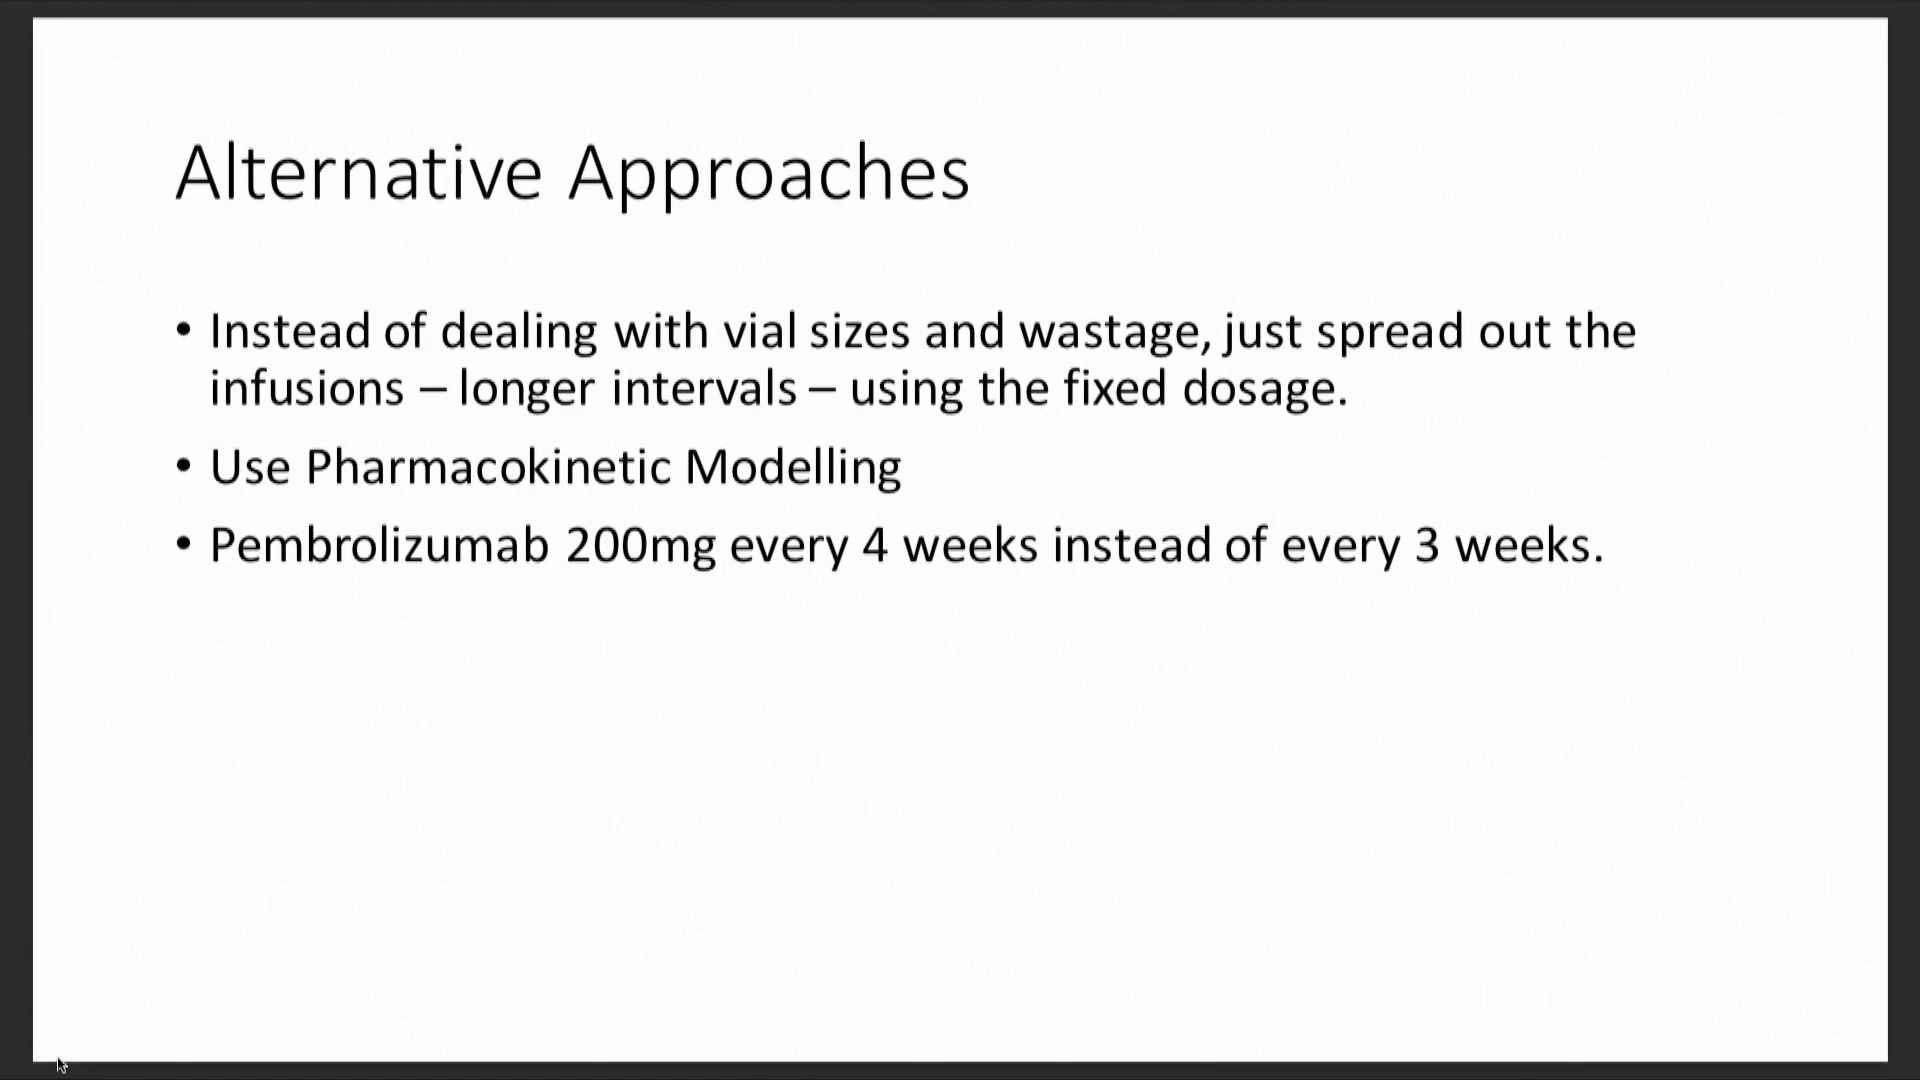 Alternative Approaches
• Instead of dealing with vial sizes and wastage, just spread out the
infusions – longer intervals – using the fixed dosage.
• Use Pharmacokinetic Modelling
• Pembrolizumab 200mg every 4 weeks instead of every 3 weeks.